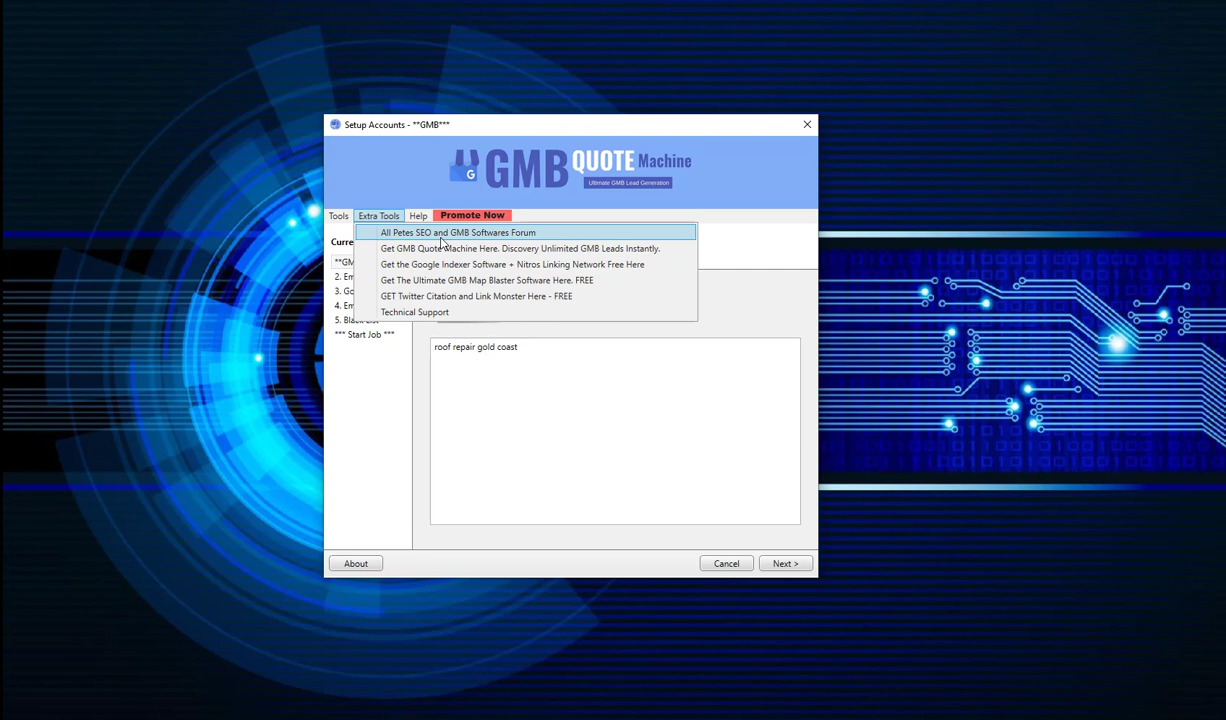 Setup Accounts - **GMB***
G
GMB QUOTE Machine
Ultimate GMB Lead Generation
Tools Extra Tools Help Promote Now
All Petes SEO and GMB Softwares Forum
Get GMB Quote Machine Here. Discovery Unlimited GMB Leads Instantly.
Get the Google Indexer Software + Nitros Linking Network Free Here
Get The Ultimate GMB Map Blaster Software Here. FREE
GET Twitter Citation and Link Monster Here - FREE
Technical Support
Curre
**GM
2. Em
3. Go
4. Em
5. Black List
*** Start Job ***
roof repair gold coast
About
Cancel
Next >